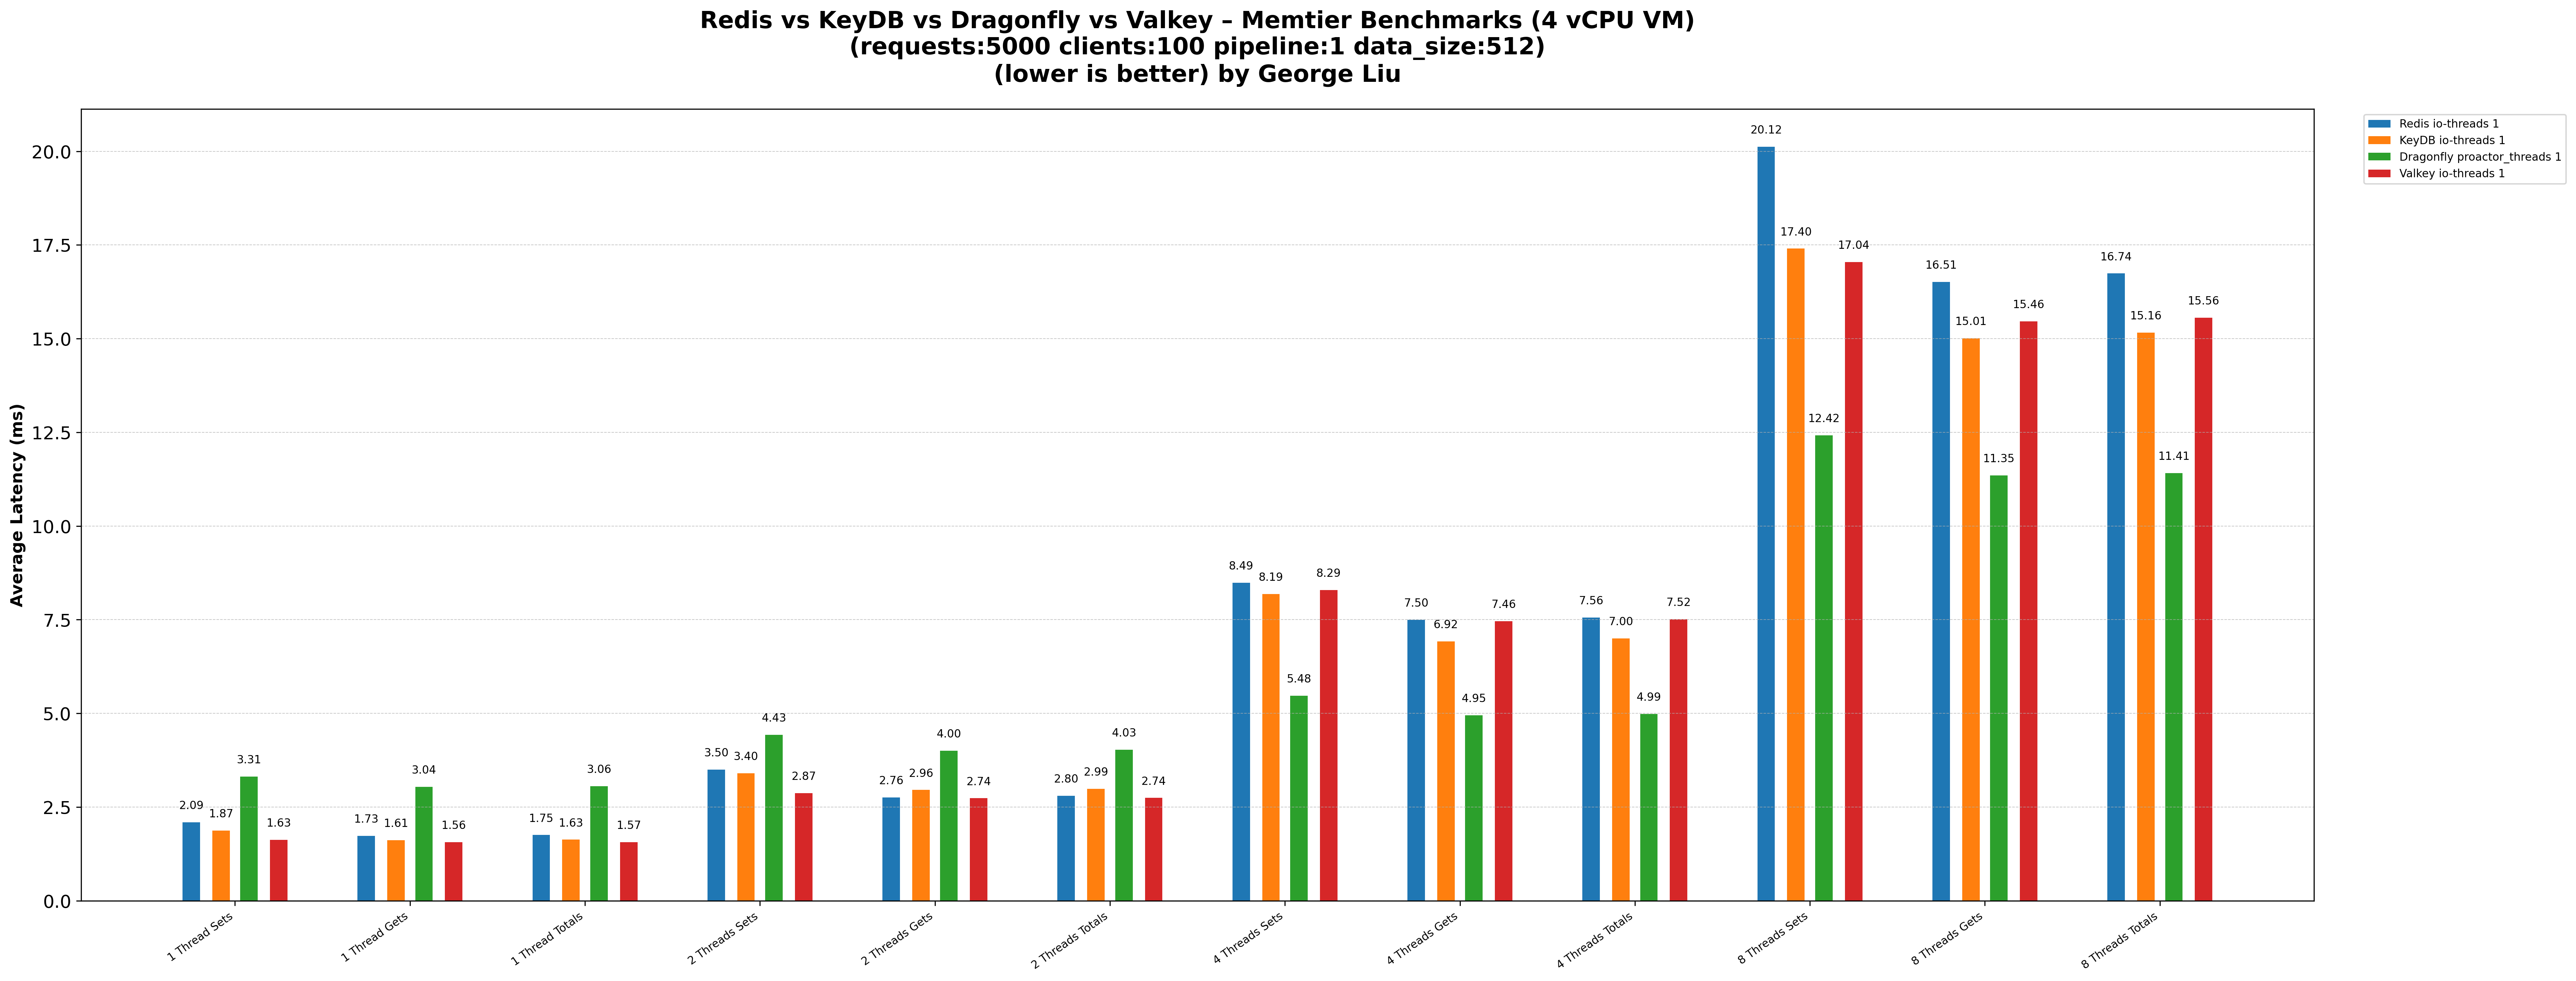 Redis vs KeyDB vs Dragonfly vs Valkey – Memtier Benchmarks (4 vCPU VM)
(requests:5000 clients:100 pipeline:1 data_size:512)
(lower is better) by George Liu
Redis io-threads 1
KeyDB io-threads 1
Dragonfly proactor_threads 1
Valkey io-threads 1
Average Latency (ms)
20.0
17.5
15.0
12.5
10.0
7.5
5.0
2.5
0.0
2.09
1.87
3.31
1.63
1.73
1.61
3.04
1.56
1.75
1.63
3.06
1.57
3.50
3.40
4.43
2.87
2.76
2.96
4.00
2.74
2.80
2.99
4.03
2.74
8.49
8.19
5.48
8.29
7.50
6.92
4.95
7.46
7.56
7.00
4.99
7.52
20.12
17.40
12.42
17.04
16.51
15.01
11.35
15.46
16.74
15.16
11.41
15.56
1 Thread Sets
1 Thread Gets
1 Thread Totals
2 Threads Sets
2 Threads Gets
2 Threads Totals
4 Threads Sets
4 Threads Gets
4 Threads Totals
8 Threads Sets
8 Threads Gets
8 Threads Totals